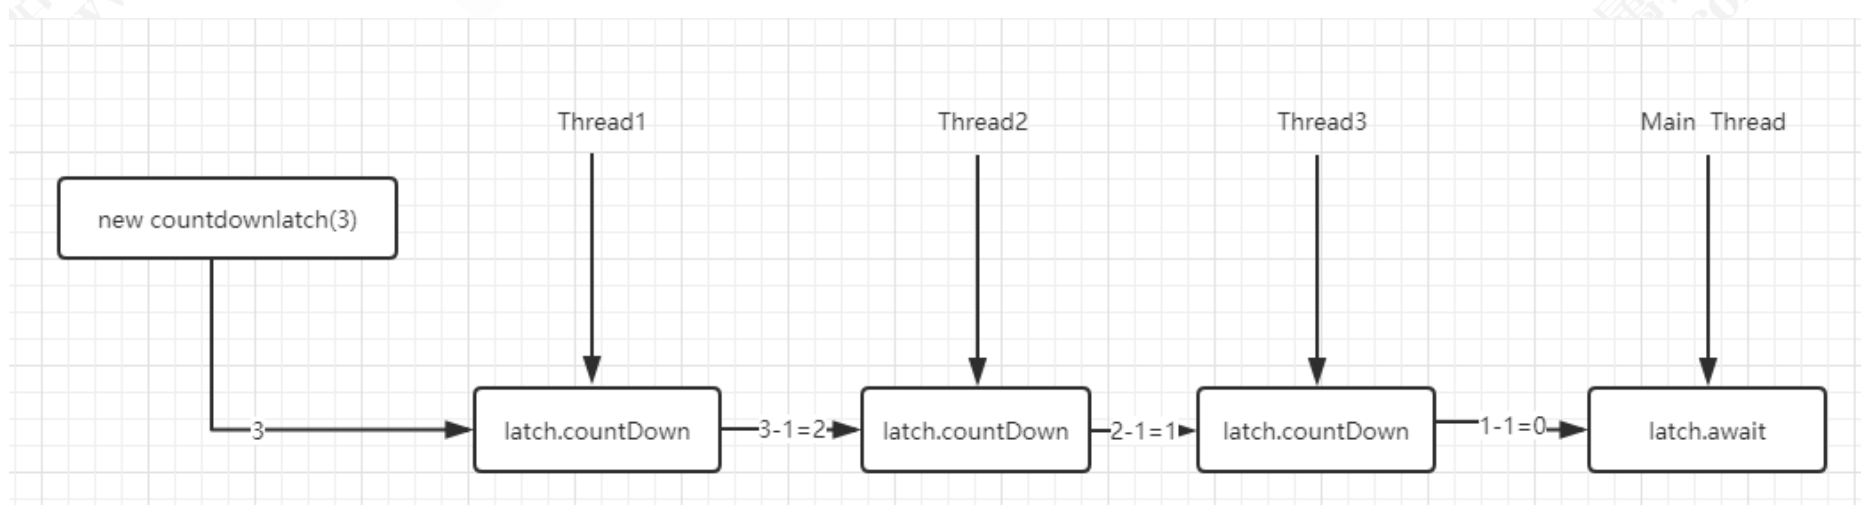 Thread1
Thread2
Thread3
Main Thread
new countdownlatch(3)
3
latch.countDown
3-1=2
latch.countDown
2-1=1
latch.countDown
1-1=0
latch.await